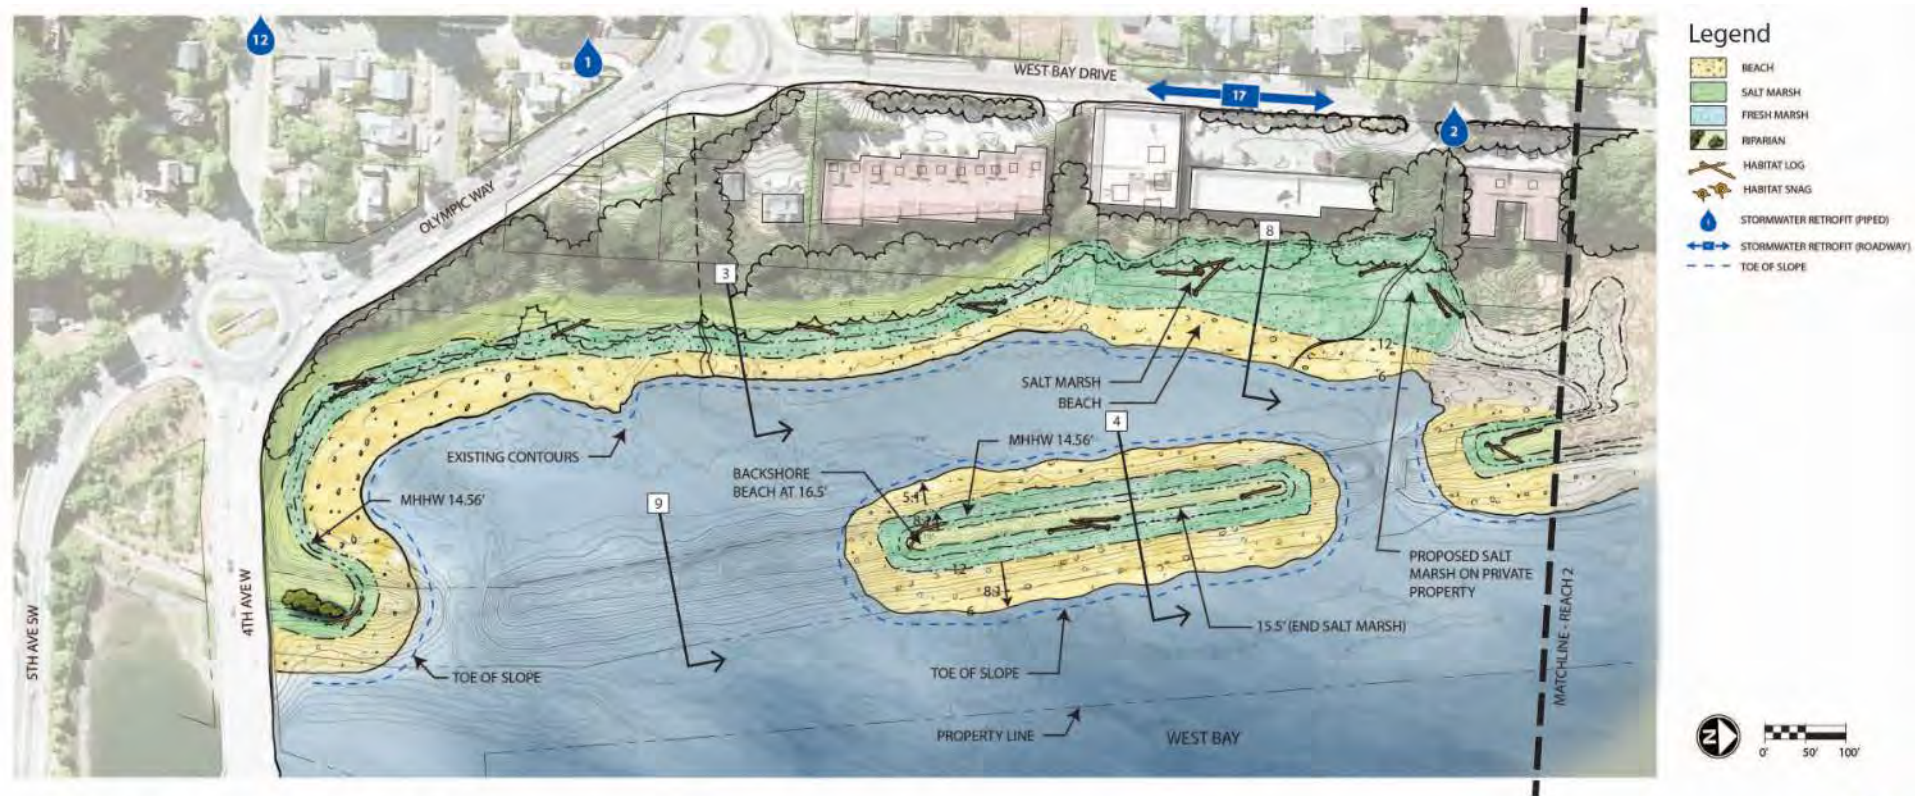 12
1
WEST BAY DRIVE
17
2
OLYMPIC WAY
3
8
12
6
SALT MARSH
BEACH
4
EXISTING CONTOURS
MHHW 14.56'
BACKSHORE
BEACH AT 16.5'
5:1
MHHW 14.56'
9
12
8:1
6
PROPOSED SALT
MARSH ON PRIVATE
PROPERTY
15.5' (END SALT MARSH)
TOE OF SLOPE
TOE OF SLOPE
PROPERTY LINE
WEST BAY
5TH AVE SW
4TH AVE W
MATCHLINE - REACH 2
Legend
BEACH
SALT MARSH
FRESH MARSH
RIPARIAN
HABITAT LOG
HABITAT SNAG
STORMWATER RETROFIT (PIPED)
STORMWATER RETROFIT (ROADWAY)
TOE OF SLOPE
N
0' 50' 100'